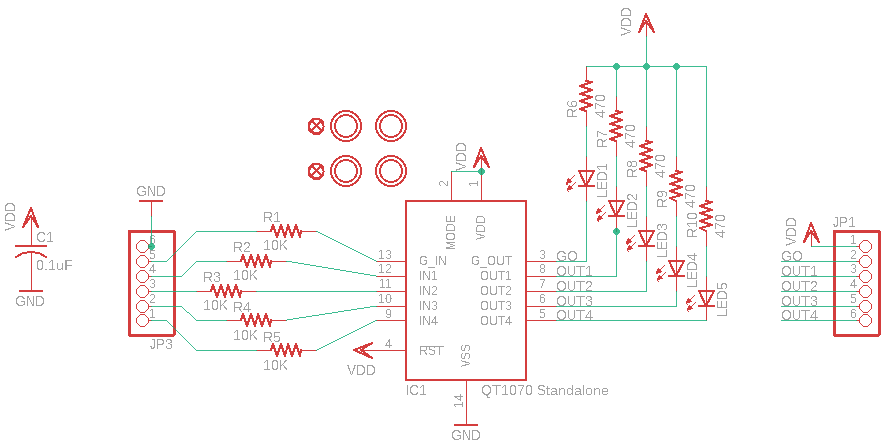 VDD
VDD
GND
C1
0.1uF
GND
VDD
JP3
6
5
4
3
2
1
R1
10K
R2
10K
R3
10K
R4
10K
R5
10K
VDD
2
1
MODE
VDD
13 G_IN
12 IN1
11 IN2
10 IN3
9 IN4
4 RST
G_OUT 3 GO
OUT1 8 OUT1
OUT2 7 OUT2
OUT3 6 OUT3
OUT4 5 OUT4
VSS
14
IC1
QT1070 Standalone
GND
R6
470
R7
470
R8
470
R9
470
R10
470
LED1
LED2
LED3
LED4
LED5
VDD
JP1
1
GO 2
OUT1 3
OUT2 4
OUT3 5
OUT4 6